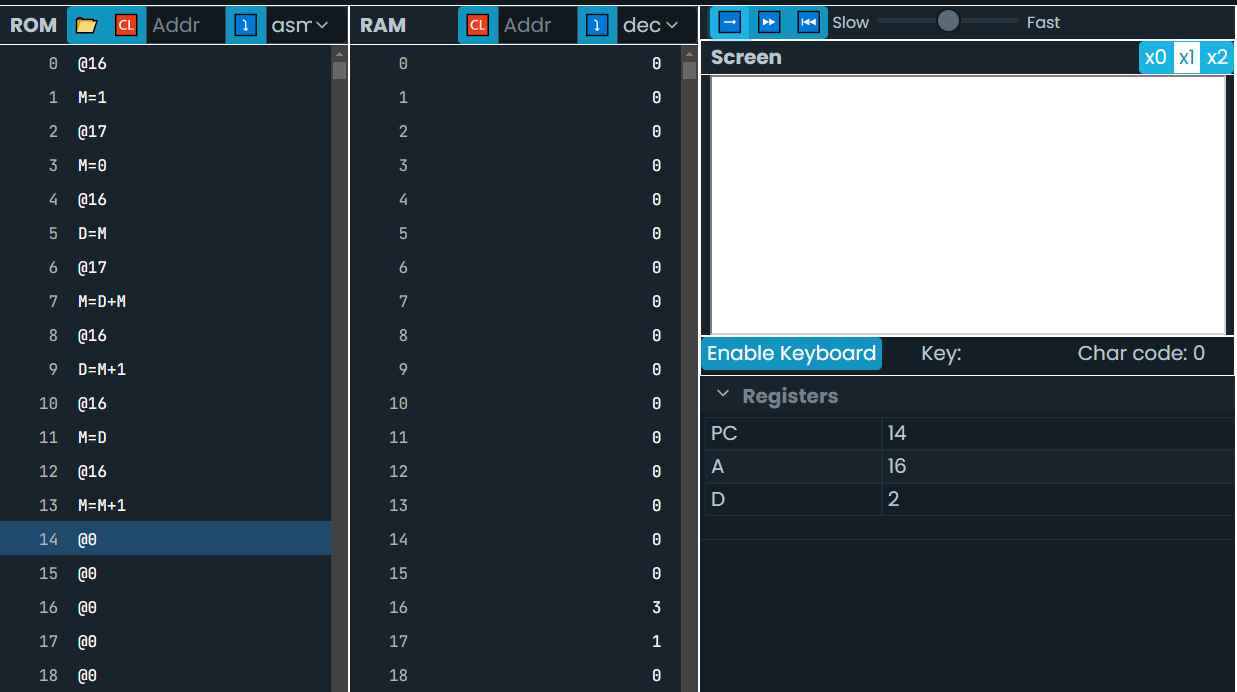 ROM CL Addr asm
0 @16
1 M=1
2 @17
3 M=0
4 @16
5 D=M
6 @17
7 M=D+M
8 @16
9 D=M+1
10 @16
11 M=D
12 @16
13 M=M+1
14 @0
15 @0
16 @0
17 @0
18 @0
RAM CL Addr dec
0 0
1 0
2 0
3 0
4 0
5 0
6 0
7 0
8 0
9 0
10 0
11 0
12 0
13 0
14 0
15 0
16 3
17 1
18 0
Slow Fast
Screen x0 x1 x2
Enable Keyboard Key: Char code: 0
Registers
PC 14
A 16
D 2